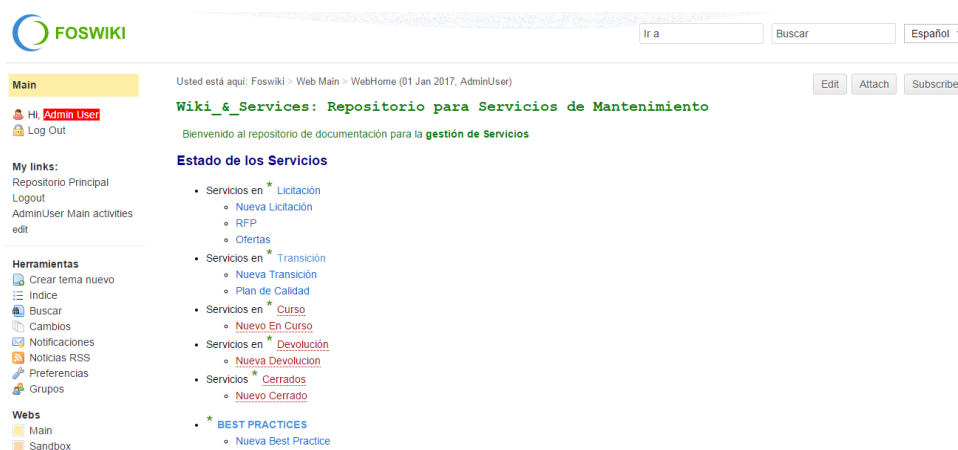 FOSWIKI
Ir a
Buscar
Español
Main
Hi, Admin User
Log Out
My links:
Repositorio Principal
Logout
AdminUser Main activities
edit
Herramientas
Crear tema nuevo
Indice
Buscar
Cambios
Notificaciones
Noticias RSS
Preferencias
Grupos
Webs
Main
Sandbox
Usted está aquí: Foswiki > Web Main > WebHome (01 Jan 2017, AdminUser)
Edit
Attach
Subscribe
Wiki_&_Services: Repositorio para Servicios de Mantenimiento
Bienvenido al repositorio de documentación para la gestión de Servicios
Estado de los Servicios
• Servicios en * Licitación
◦ Nueva Licitación
◦ RFP
◦ Ofertas
• Servicios en * Transición
◦ Nueva Transición
◦ Plan de Calidad
• Servicios en * Curso
◦ Nuevo En Curso
• Servicios en * Devolución
◦ Nueva Devolucion
• Servicios * Cerrados
◦ Nuevo Cerrado
• * BEST PRACTICES
◦ Nueva Best Practice